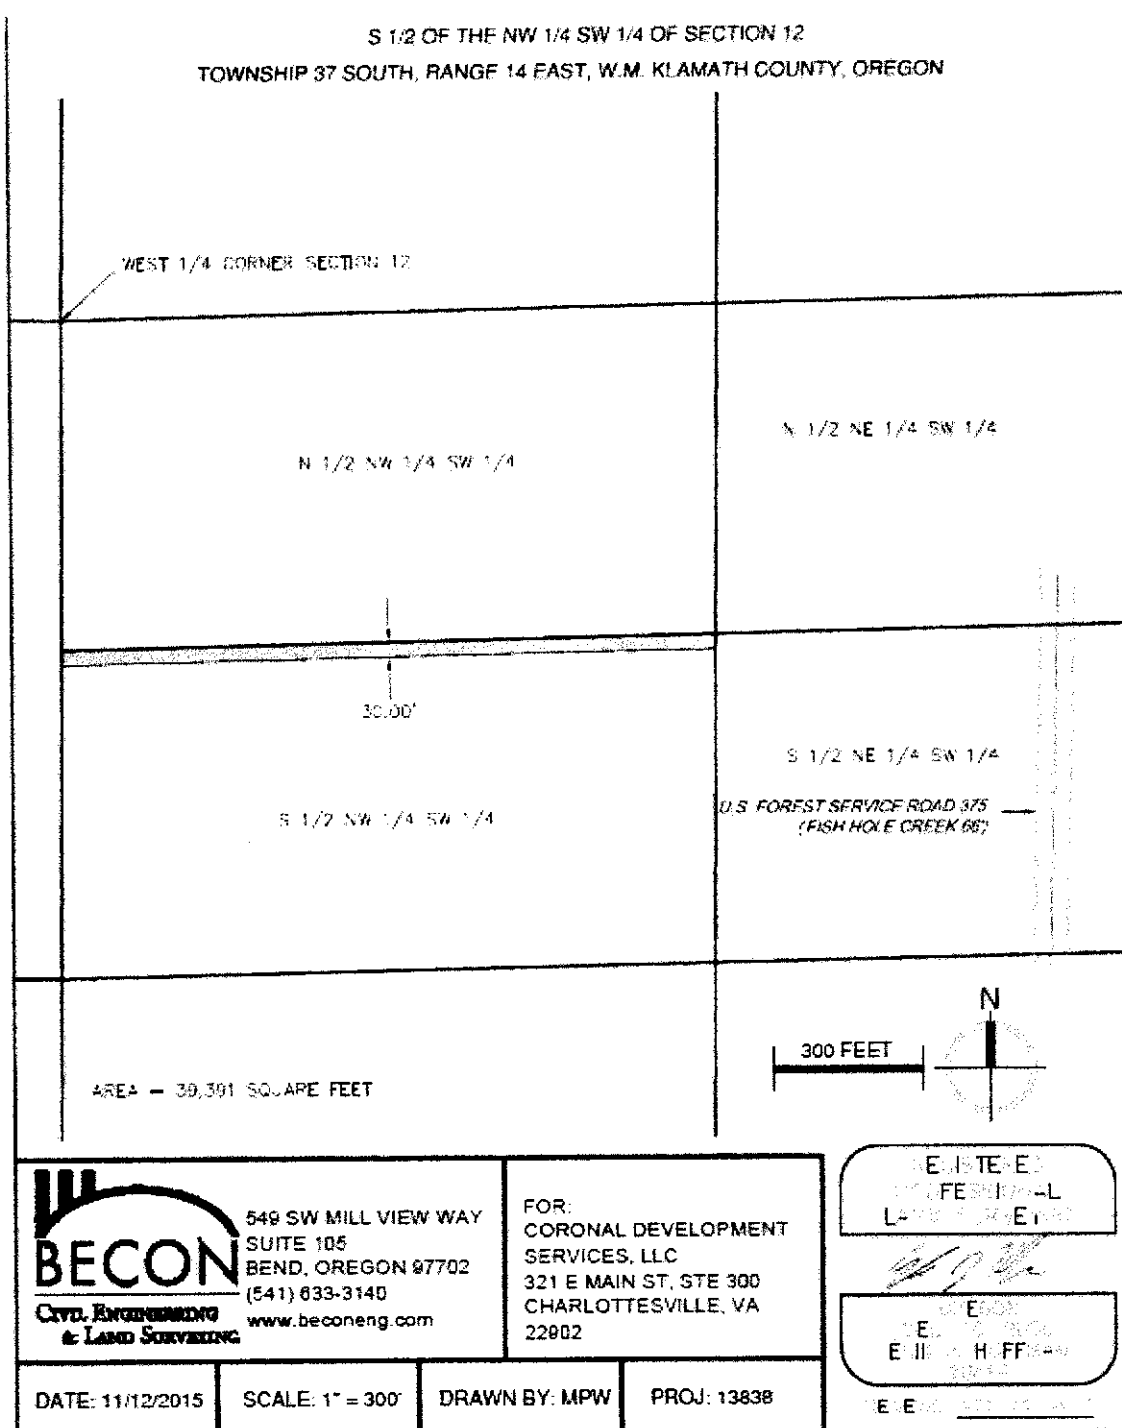 S 1/2 OF THE NW 1/4 SW 1/4 OF SECTION 12
TOWNSHIP 37 SOUTH, RANGE 14 EAST, W.M. KLAMATH COUNTY, OREGON
WEST 1/4 CORNER SECTION 12
N 1/2 NE 1/4 SW 1/4
N 1/2 NW 1/4 SW 1/4
30.00'
S 1/2 NE 1/4 SW 1/4
U.S. FOREST SERVICE ROAD 375
(FISH HOLE CREEK 66')
S 1/2 NW 1/4 SW 1/4
N
300 FEET
AREA = 39,391 SQUARE FEET
BECON
CIVIL ENGINEERING
& LAND SURVEYING
549 SW MILL VIEW WAY
SUITE 105
BEND, OREGON 97702
(541) 633-3140
www.beconeng.com
FOR:
CORONAL DEVELOPMENT
SERVICES, LLC
321 E MAIN ST, STE 300
CHARLOTTESVILLE, VA
22902
REGISTERED
PROFESSIONAL
LAND SURVEYOR
OREGON
DATE: 11/12/2015
SCALE: 1" = 300'
DRAWN BY: MPW
PROJ: 13838